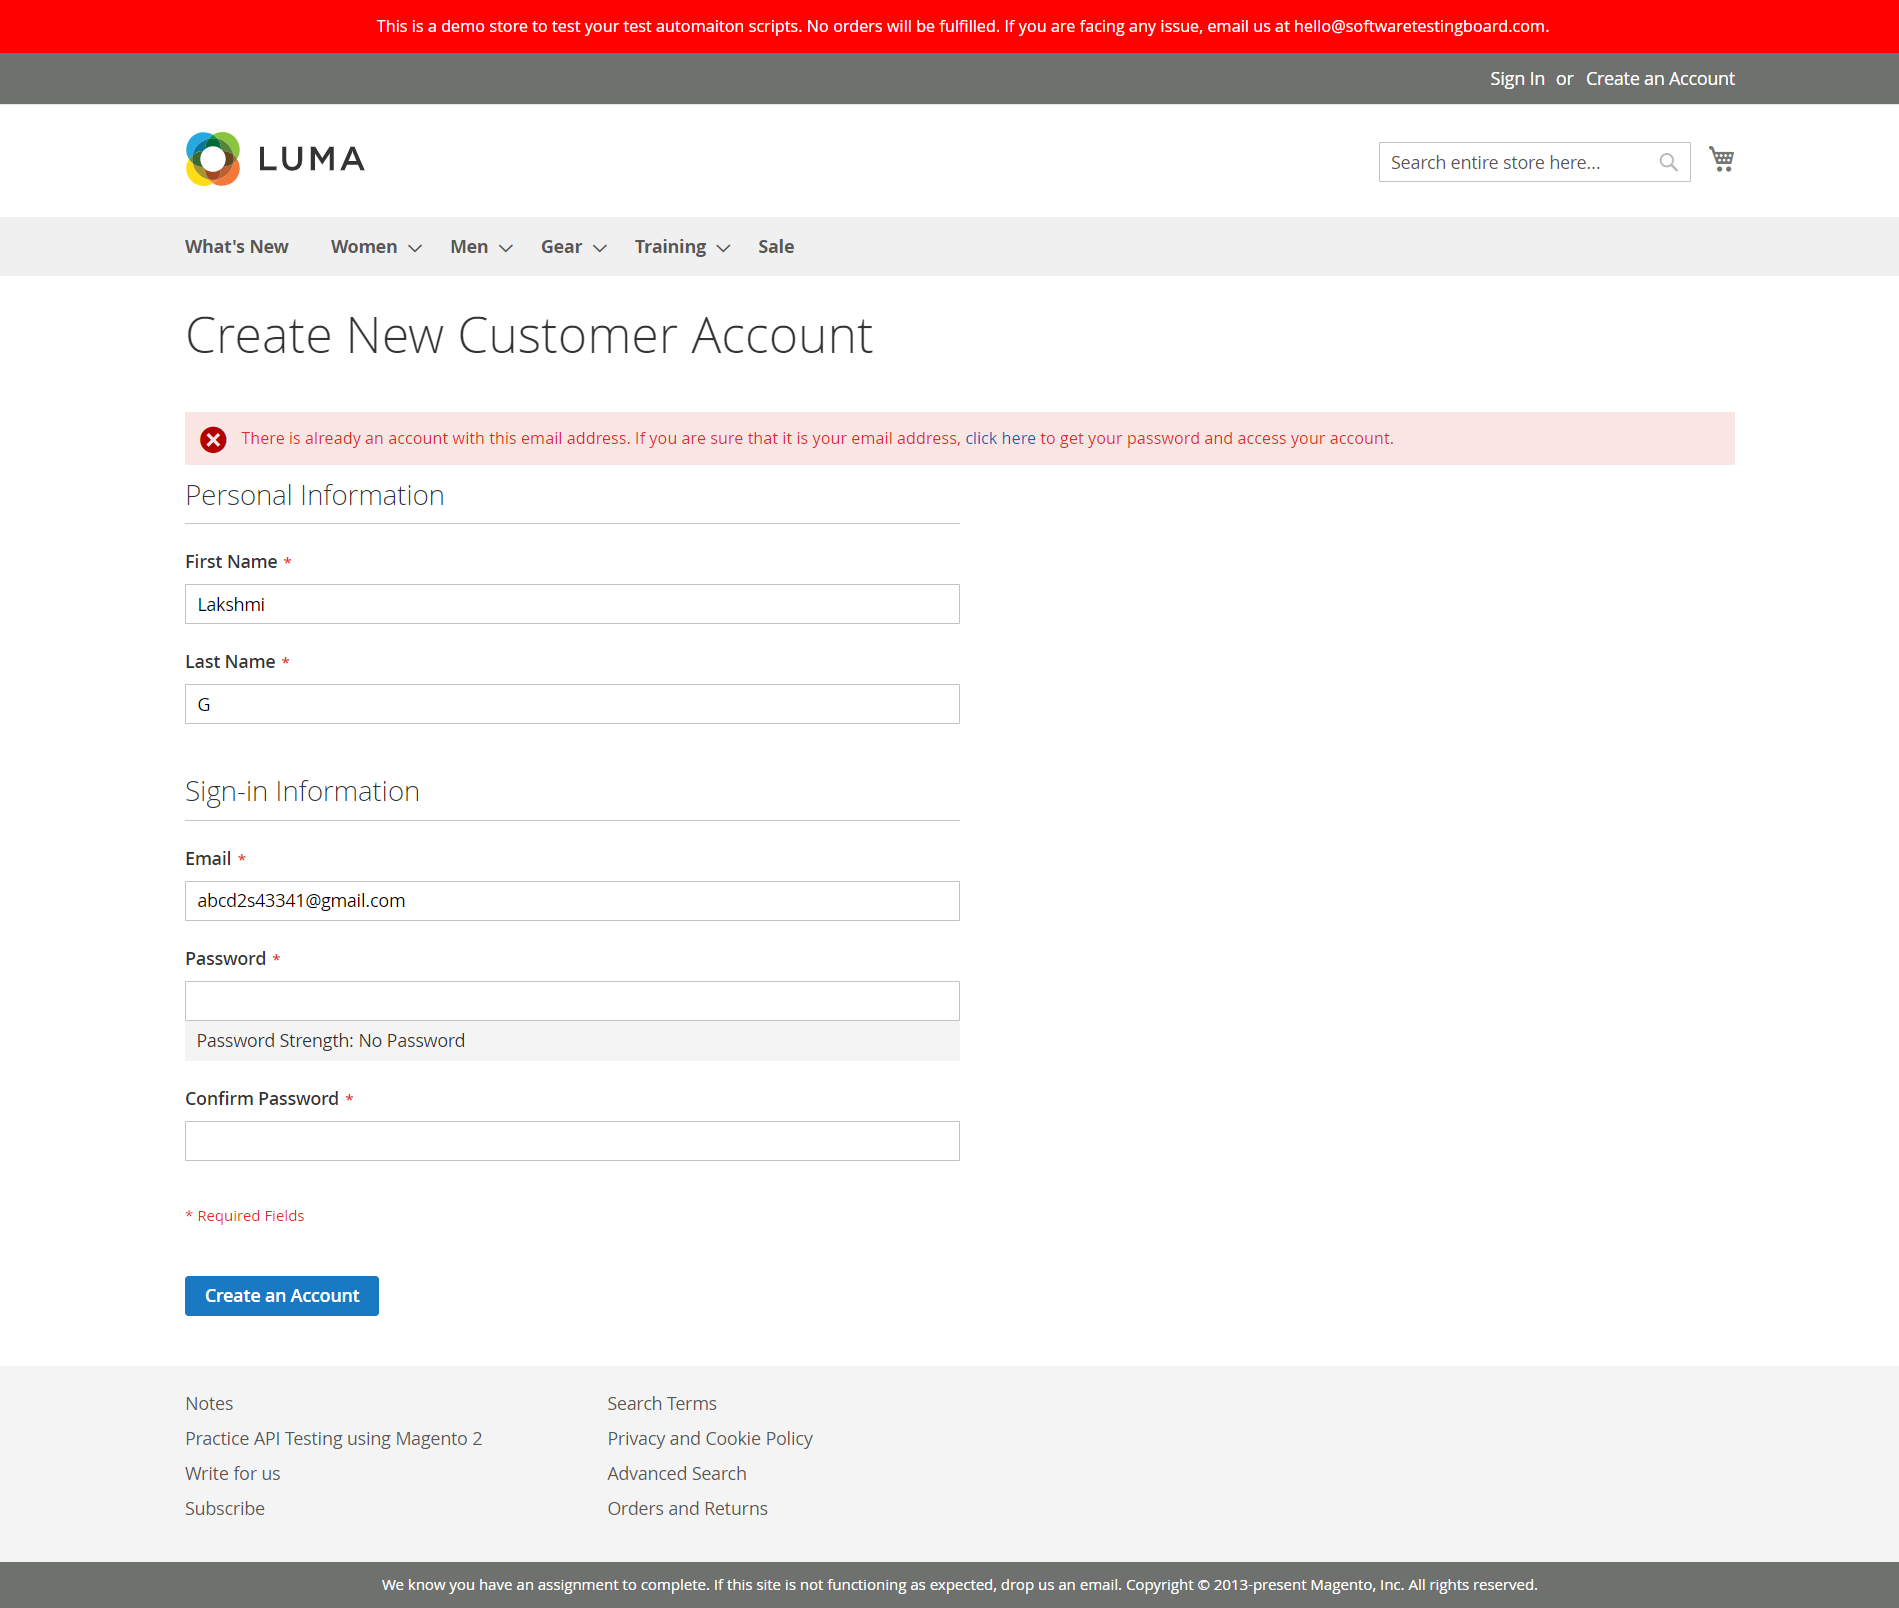 This is a demo store to test your test automaiton scripts. No orders will be fulfilled. If you are facing any issue, email us at hello@softwaretestingboard.com.
Sign In or Create an Account
LUMA
Search entire store here...
What's New Women Men Gear Training Sale
Create New Customer Account
There is already an account with this email address. If you are sure that it is your email address, click here to get your password and access your account.
Personal Information
First Name *
Lakshmi
Last Name *
G
Sign-in Information
Email *
abcd2s43341@gmail.com
Password *
Password Strength: No Password
Confirm Password *
* Required Fields
Create an Account
Notes
Practice API Testing using Magento 2
Write for us
Subscribe
Search Terms
Privacy and Cookie Policy
Advanced Search
Orders and Returns
We know you have an assignment to complete. If this site is not functioning as expected, drop us an email. Copyright © 2013-present Magento, Inc. All rights reserved.